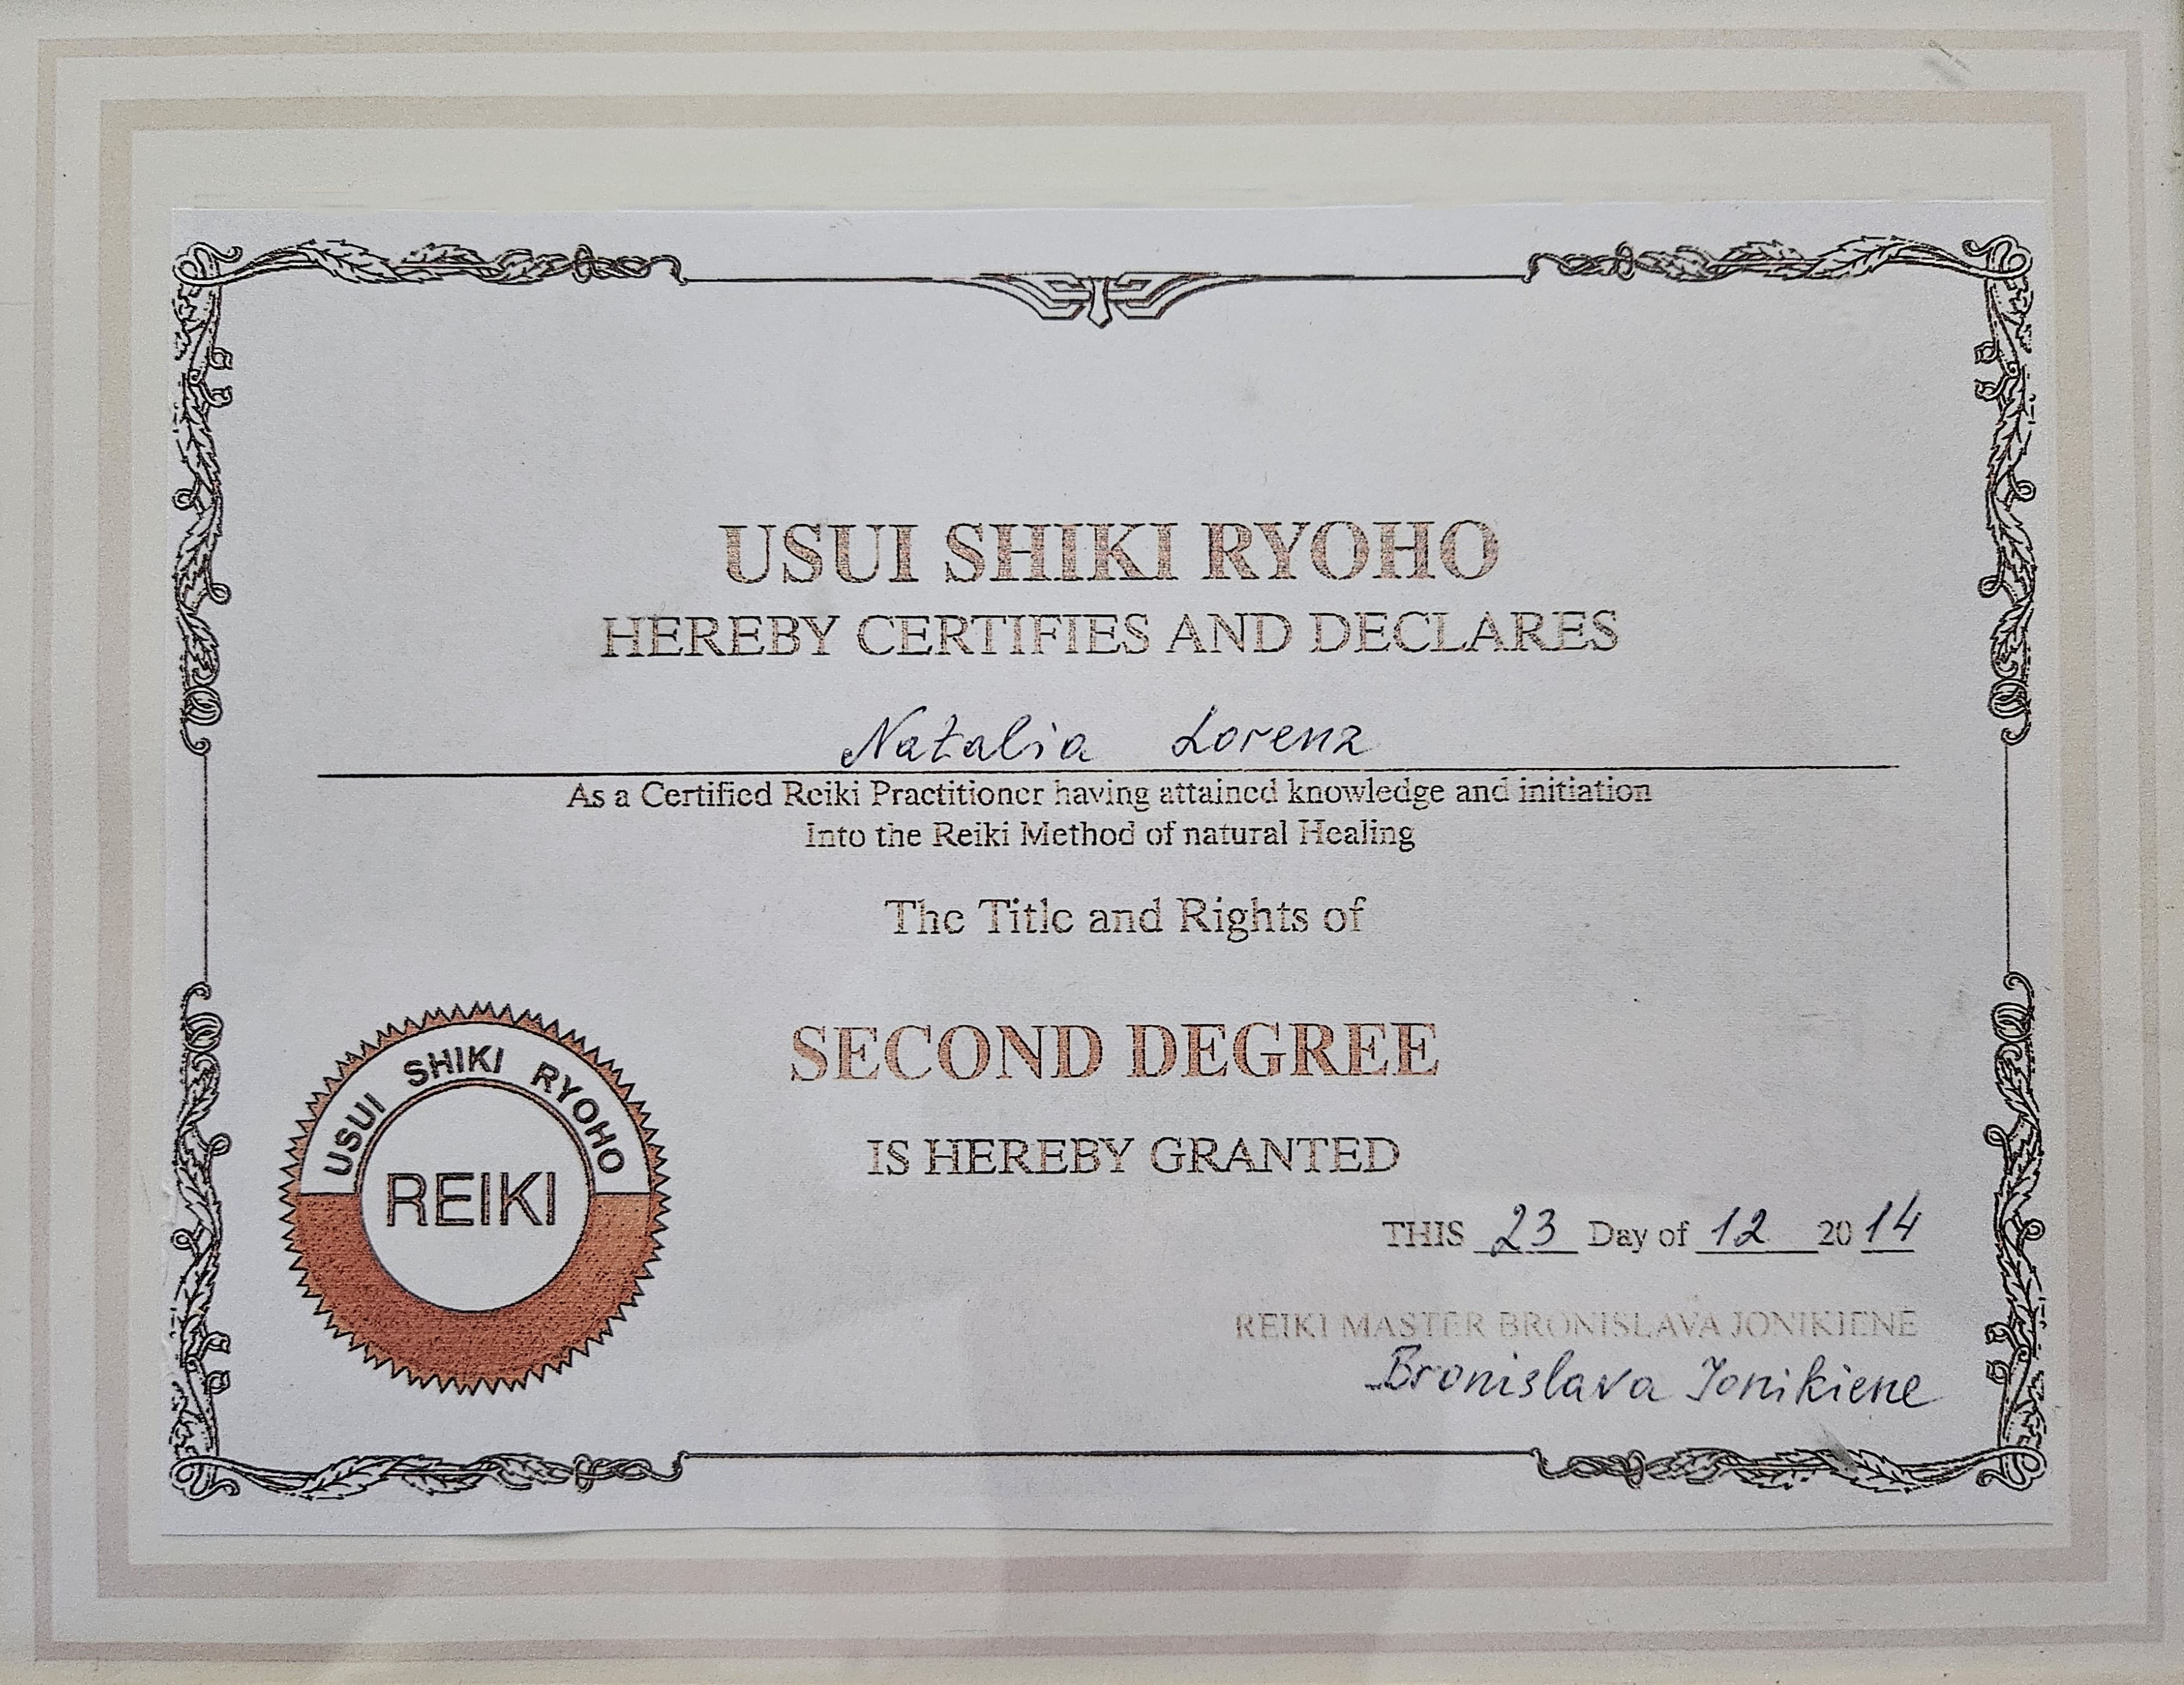 USUI SHIKI RYOHO
HEREBY CERTIFIES AND DECLARES
Natalia Lorenz
As a Certified Reiki Practitioner having attained knowledge and initiation
Into the Reiki Method of natural Healing
The Title and Rights of
SECOND DEGREE
IS HEREBY GRANTED
USUI SHIKI RYOHO
REIKI
THIS 23 Day of 12 2014
REIKI MASTER BRONISLAVA JONIKIENE
Bronislava Jonikiene